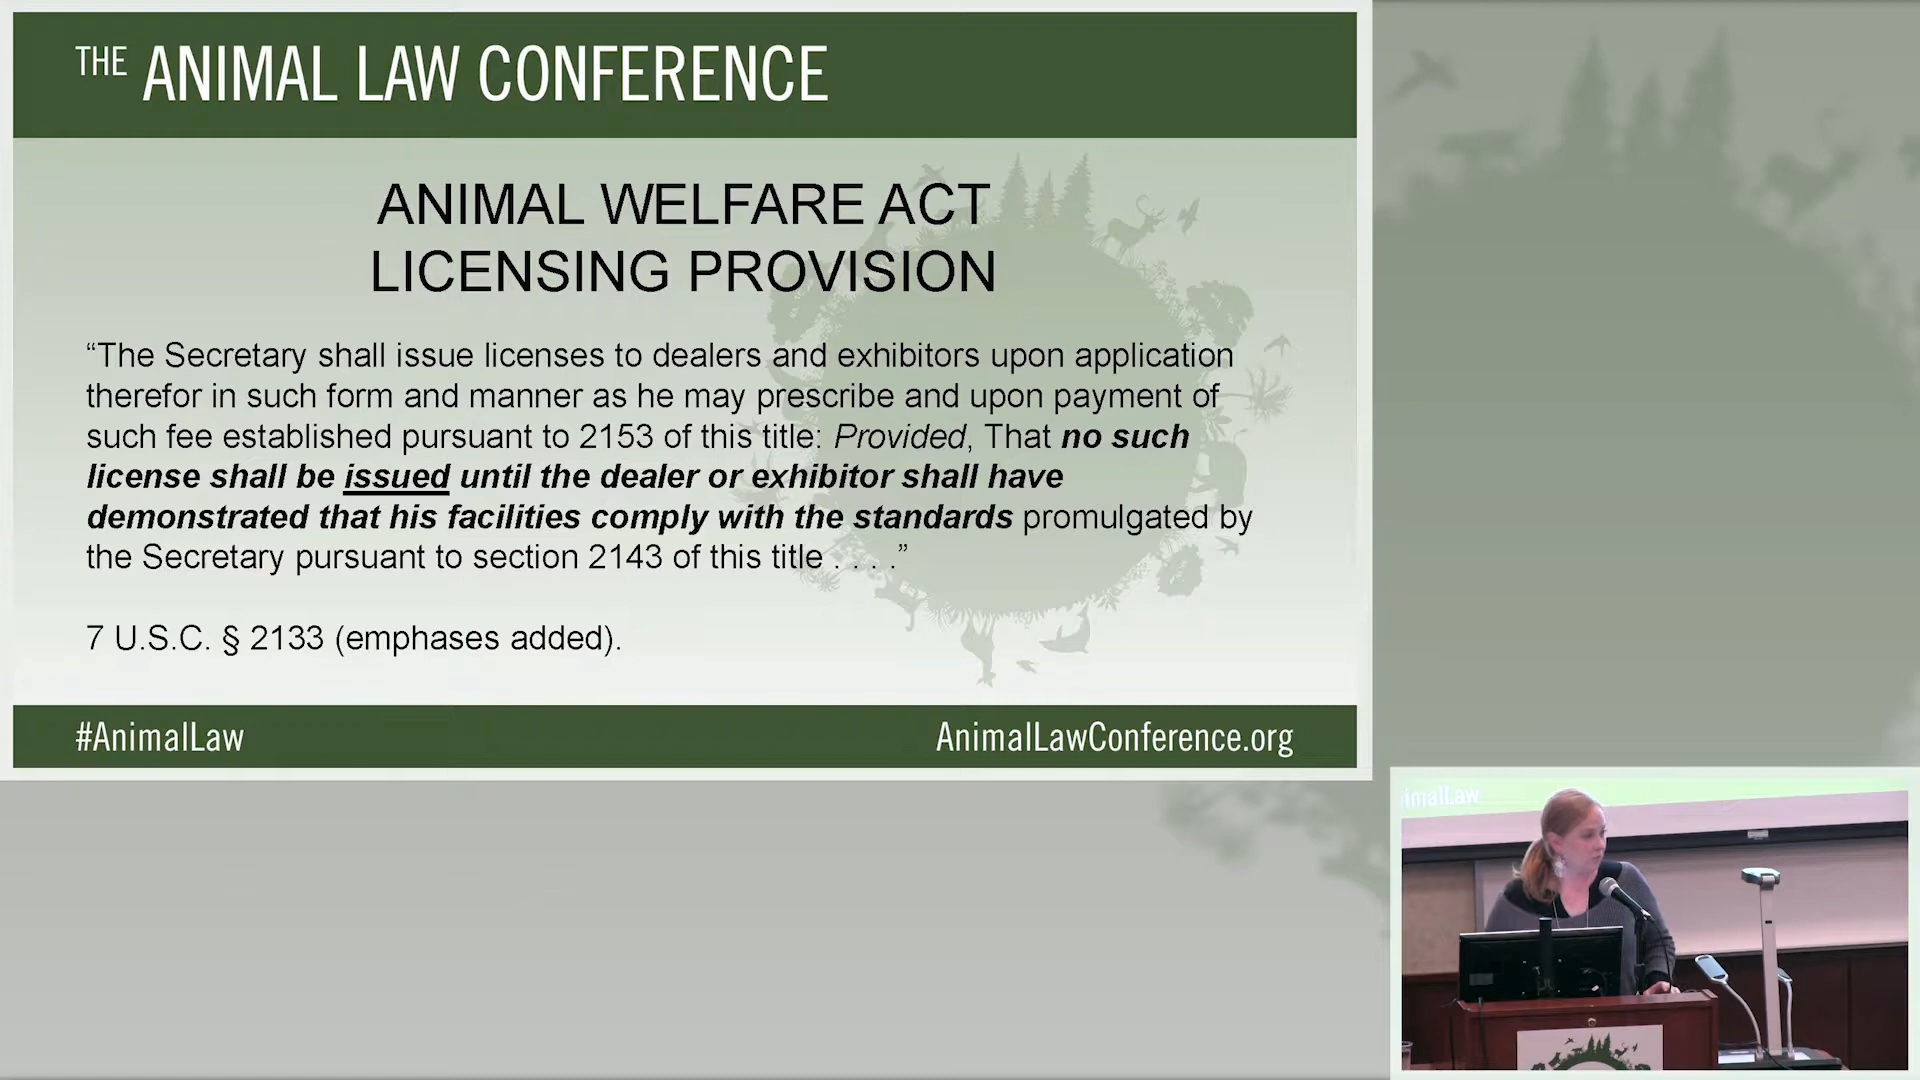 THE ANIMAL LAW CONFERENCE
ANIMAL WELFARE ACT
LICENSING PROVISION
“The Secretary shall issue licenses to dealers and exhibitors upon application
therefor in such form and manner as he may prescribe and upon payment of
such fee established pursuant to 2153 of this title: Provided, That no such
license shall be issued until the dealer or exhibitor shall have
demonstrated that his facilities comply with the standards promulgated by
the Secretary pursuant to section 2143 of this title . . . .”
7 U.S.C. § 2133 (emphases added).
#AnimalLaw
AnimalLawConference.org
imalLaw